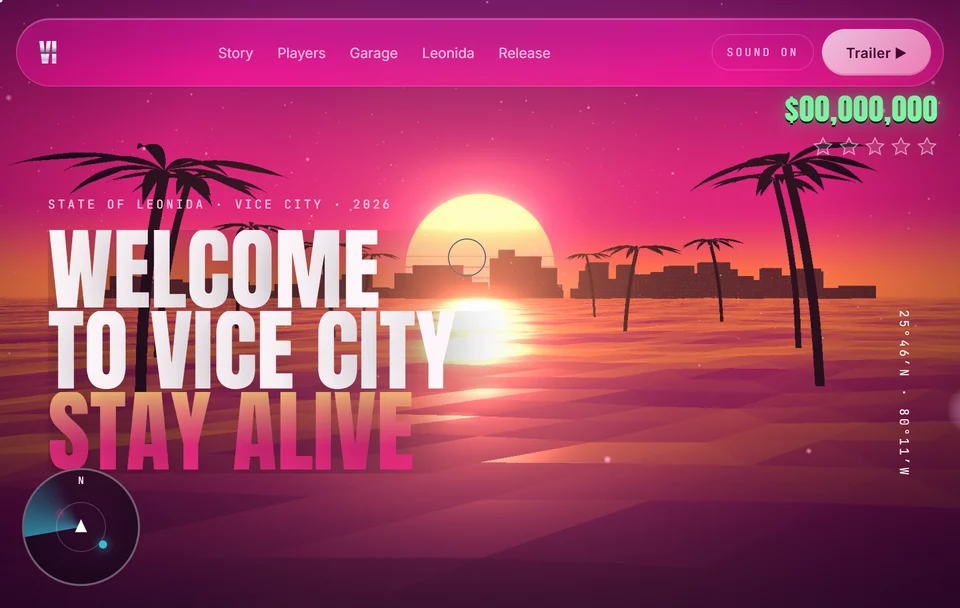 VI
Story Players Garage Leonida Release
SOUND ON
Trailer ▶
$00,000,000
STATE OF LEONIDA · VICE CITY · 2026
WELCOME
TO VICE CITY
STAY ALIVE
25°46′N · 80°11′W
N